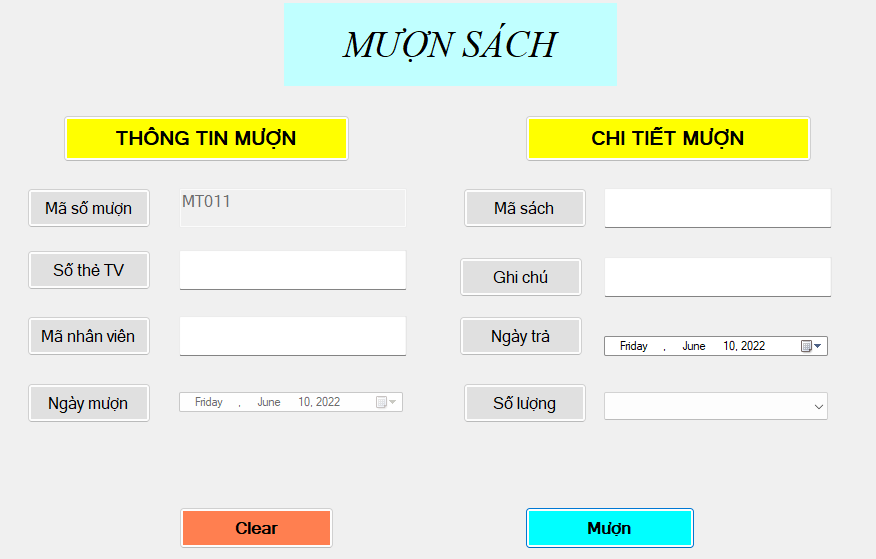 MƯỢN SÁCH
THÔNG TIN MƯỢN
CHI TIẾT MƯỢN
Mã số mượn
MT011
Mã sách
Số thẻ TV
Ghi chú
Mã nhân viên
Ngày trả
Friday , June 10, 2022
Ngày mượn
Friday , June 10, 2022
Số lượng
Clear
Mượn